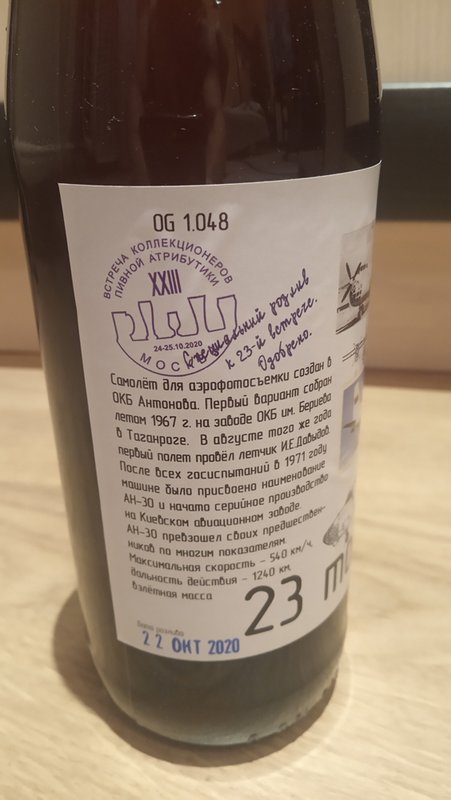 OG 1.048
ВСТРЕЧА КОЛЛЕКЦИОНЕРОВ
ПИВНОЙ АТРИБУТИКИ
XXIII
24-25.10.2020
МОСК
Специальный розлив
к 23-й встрече.
Одобрено.
Самолёт для аэрофотосъемки создан в
ОКБ Антонова. Первый вариант собран
летом 1967 г. на заводе ОКБ им. Бериева
в Таганроге. В августе того же года
первый полет провёл летчик И.Е.Давыдов.
После всех госиспытаний в 1971 году
машине было присвоено наименование
АН-30 и начато серийное производство
на Киевском авиационном заводе.
АН-30 превзошел своих предшествен-
ников по многим показателям.
Максимальная скорость - 540 км/ч,
дальность действия - 1240 км,
взлётная масса
23 т
Дата розлива
22 ОКТ 2020